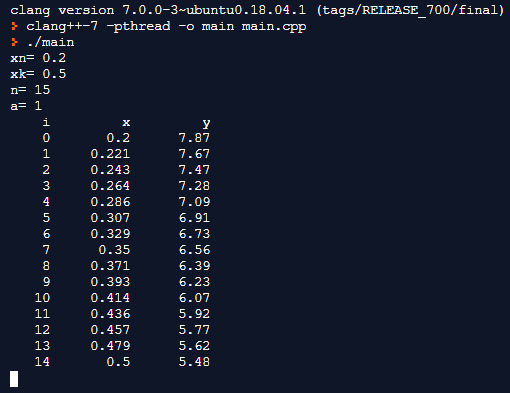 clang version 7.0.0-3~ubuntu0.18.04.1 (tags/RELEASE_700/final)
> clang++-7 -pthread -o main main.cpp
> ./main
xn= 0.2
xk= 0.5
n= 15
a= 1
i x y
0 0.2 7.87
1 0.221 7.67
2 0.243 7.47
3 0.264 7.28
4 0.286 7.09
5 0.307 6.91
6 0.329 6.73
7 0.35 6.56
8 0.371 6.39
9 0.393 6.23
10 0.414 6.07
11 0.436 5.92
12 0.457 5.77
13 0.479 5.62
14 0.5 5.48